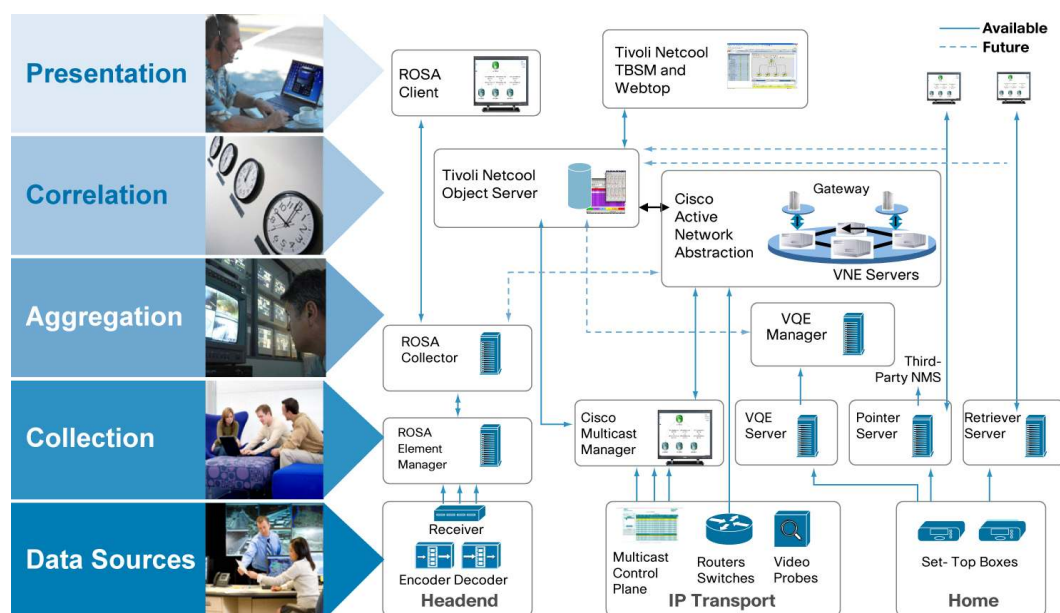 Presentation
Correlation
Aggregation
Collection
Data Sources
Available
Future
ROSA
Client
Tivoli Netcool
TBSM and
Webtop
Tivoli Netcool
Object Server
Cisco
Active
Network
Abstraction
Gateway
VNE Servers
ROSA
Collector
VQE
Manager
Third-
Party NMS
ROSA
Element
Manager
Cisco
Multicast
Manager
VQE
Server
Pointer
Server
Retriever
Server
Receiver
Encoder Decoder
Headend
Multicast
Control
Plane
Routers
Switches
Video
Probes
IP Transport
Set- Top Boxes
Home